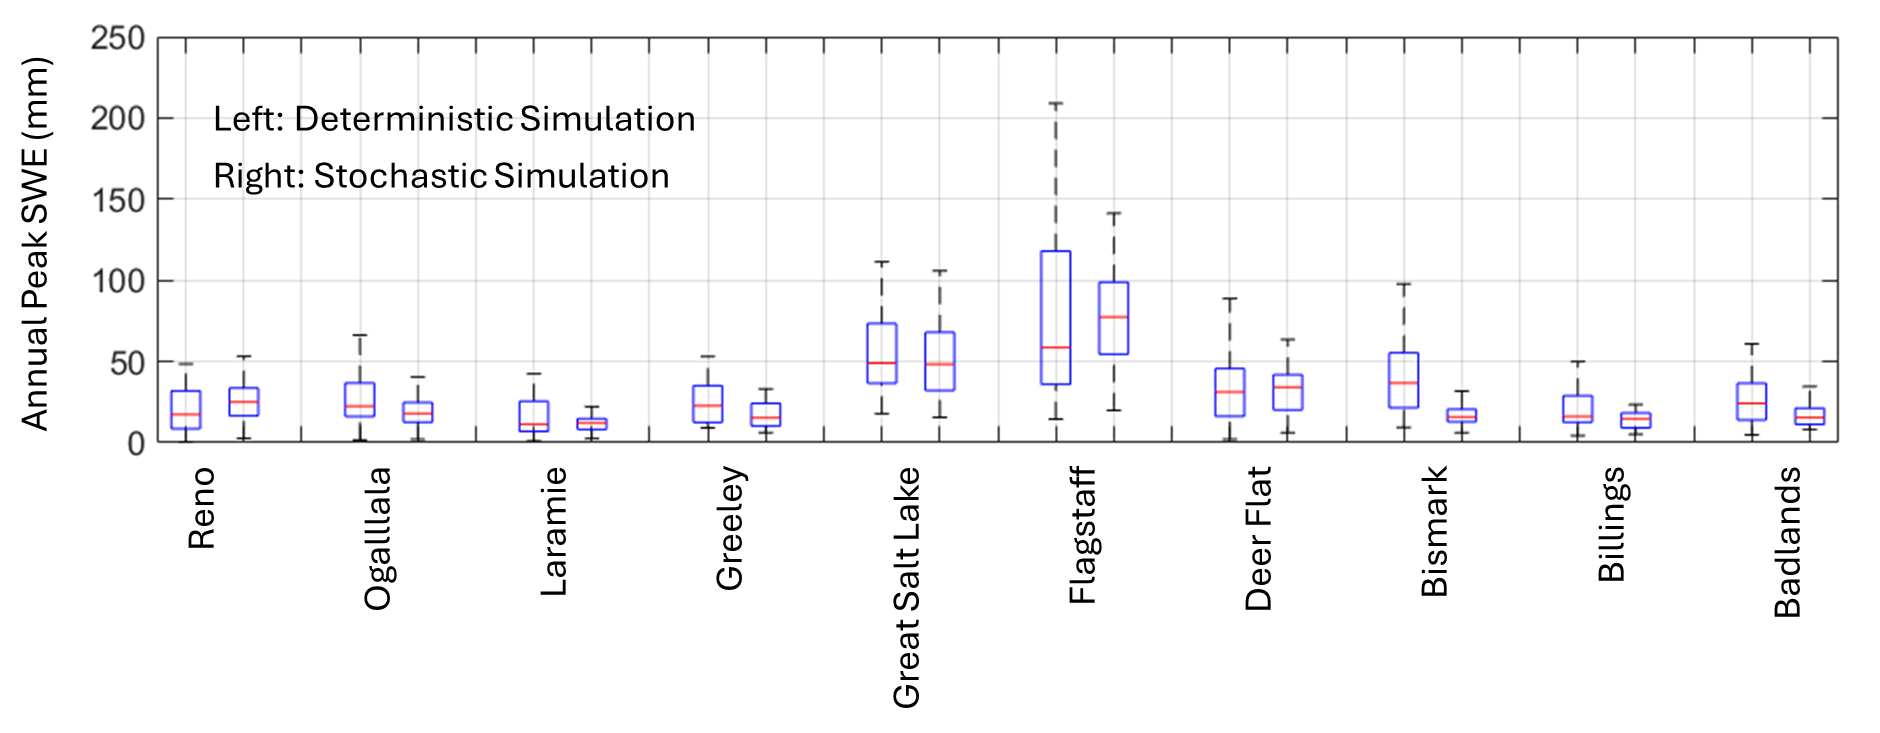 Annual Peak SWE (mm)
250
200
150
100
50
0
Left: Deterministic Simulation
Right: Stochastic Simulation
Reno
Ogalllala
Laramie
Greeley
Great Salt Lake
Flagstaff
Deer Flat
Bismark
Billings
Badlands